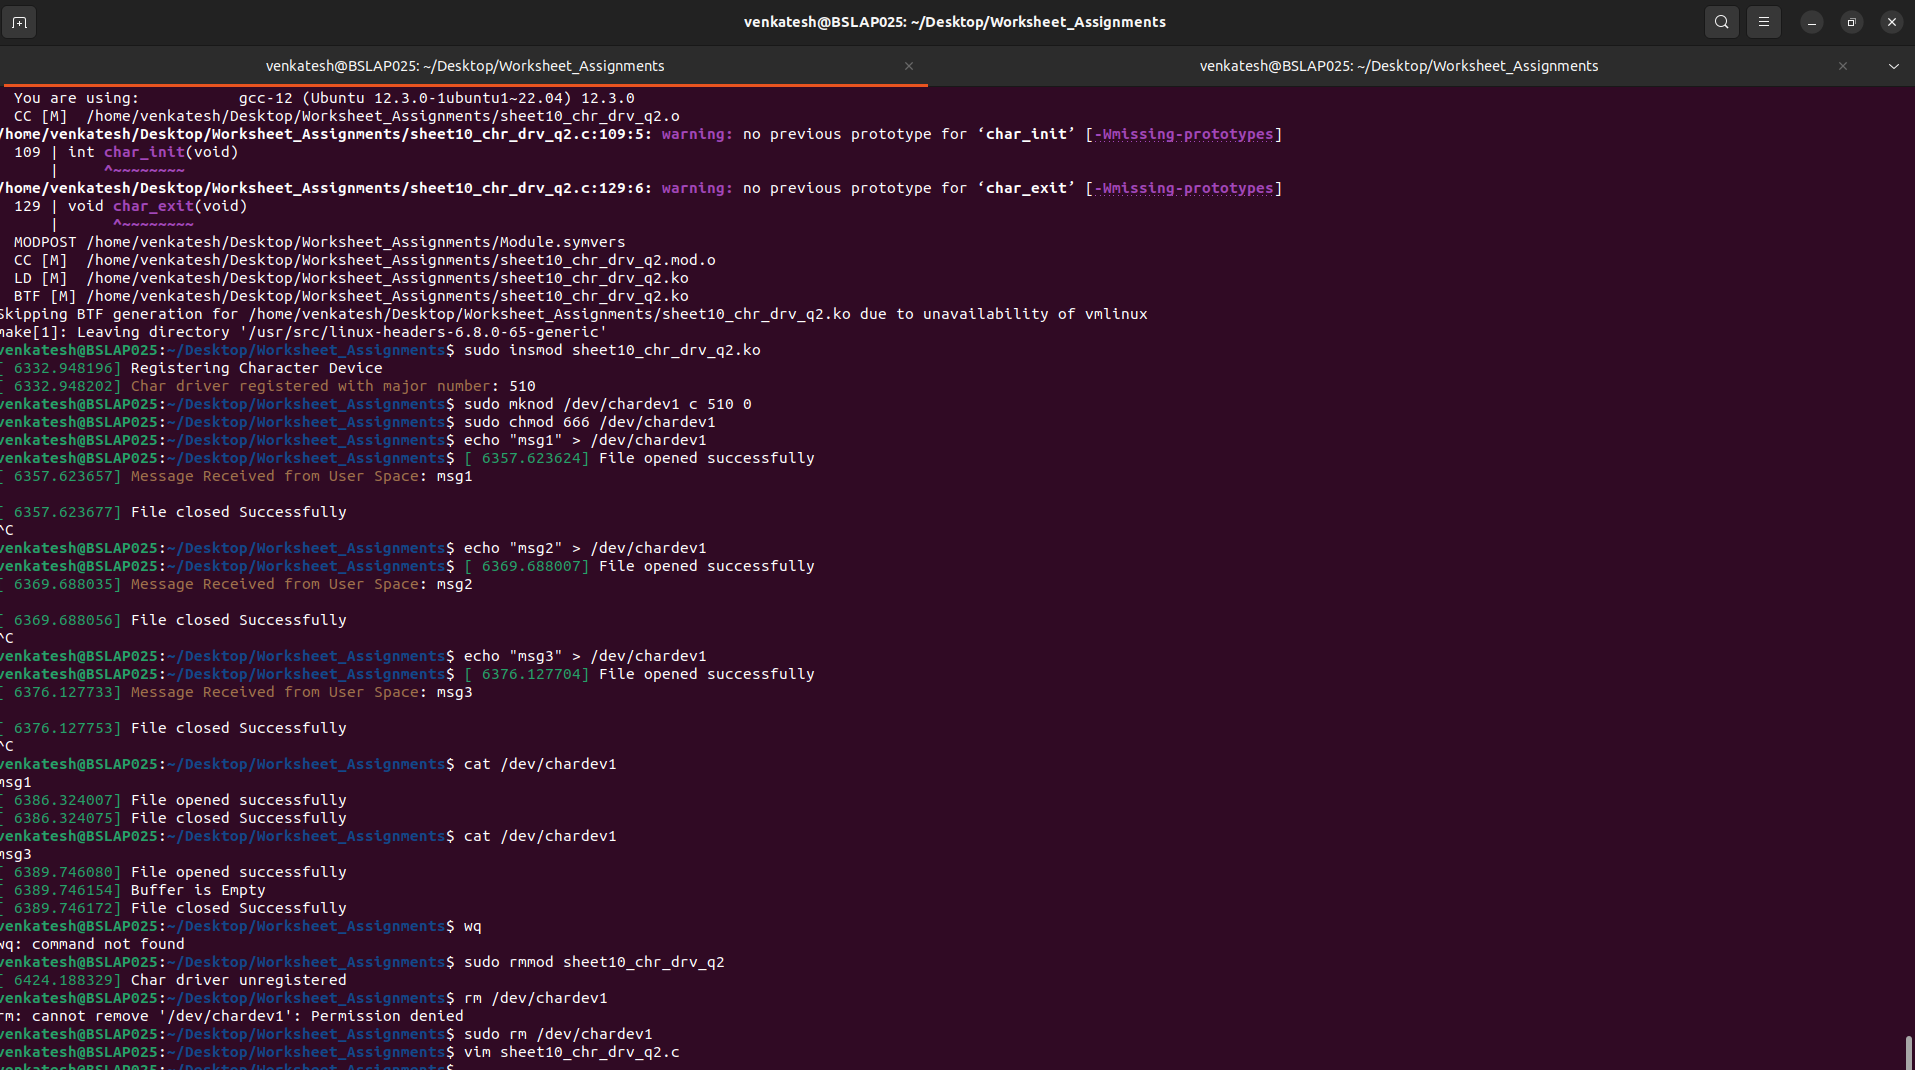 venkatesh@BSLAP025: ~/Desktop/Worksheet_Assignments
venkatesh@BSLAP025: ~/Desktop/Worksheet_Assignments × venkatesh@BSLAP025: ~/Desktop/Worksheet_Assignments ×
  You are using:           gcc-12 (Ubuntu 12.3.0-1ubuntu1~22.04) 12.3.0
  CC [M]  /home/venkatesh/Desktop/Worksheet_Assignments/sheet10_chr_drv_q2.o
/home/venkatesh/Desktop/Worksheet_Assignments/sheet10_chr_drv_q2.c:109:5: warning: no previous prototype for ‘char_init’ [-Wmissing-prototypes]
  109 | int char_init(void)
      |     ^~~~~~~~~
/home/venkatesh/Desktop/Worksheet_Assignments/sheet10_chr_drv_q2.c:129:6: warning: no previous prototype for ‘char_exit’ [-Wmissing-prototypes]
  129 | void char_exit(void)
      |      ^~~~~~~~~
  MODPOST /home/venkatesh/Desktop/Worksheet_Assignments/Module.symvers
  CC [M]  /home/venkatesh/Desktop/Worksheet_Assignments/sheet10_chr_drv_q2.mod.o
  LD [M]  /home/venkatesh/Desktop/Worksheet_Assignments/sheet10_chr_drv_q2.ko
  BTF [M] /home/venkatesh/Desktop/Worksheet_Assignments/sheet10_chr_drv_q2.ko
Skipping BTF generation for /home/venkatesh/Desktop/Worksheet_Assignments/sheet10_chr_drv_q2.ko due to unavailability of vmlinux
make[1]: Leaving directory '/usr/src/linux-headers-6.8.0-65-generic'
venkatesh@BSLAP025:~/Desktop/Worksheet_Assignments$ sudo insmod sheet10_chr_drv_q2.ko
[ 6332.948196] Registering Character Device
[ 6332.948202] Char driver registered with major number: 510
venkatesh@BSLAP025:~/Desktop/Worksheet_Assignments$ sudo mknod /dev/chardev1 c 510 0
venkatesh@BSLAP025:~/Desktop/Worksheet_Assignments$ sudo chmod 666 /dev/chardev1
venkatesh@BSLAP025:~/Desktop/Worksheet_Assignments$ echo "msg1" > /dev/chardev1
venkatesh@BSLAP025:~/Desktop/Worksheet_Assignments$ [ 6357.623624] File opened successfully
[ 6357.623657] Message Received from User Space: msg1
[ 6357.623677] File closed Successfully
^C
venkatesh@BSLAP025:~/Desktop/Worksheet_Assignments$ echo "msg2" > /dev/chardev1
venkatesh@BSLAP025:~/Desktop/Worksheet_Assignments$ [ 6369.688007] File opened successfully
[ 6369.688035] Message Received from User Space: msg2
[ 6369.688056] File closed Successfully
^C
venkatesh@BSLAP025:~/Desktop/Worksheet_Assignments$ echo "msg3" > /dev/chardev1
venkatesh@BSLAP025:~/Desktop/Worksheet_Assignments$ [ 6376.127704] File opened successfully
[ 6376.127733] Message Received from User Space: msg3
[ 6376.127753] File closed Successfully
^C
venkatesh@BSLAP025:~/Desktop/Worksheet_Assignments$ cat /dev/chardev1
msg1
[ 6386.324007] File opened successfully
[ 6386.324075] File closed Successfully
venkatesh@BSLAP025:~/Desktop/Worksheet_Assignments$ cat /dev/chardev1
msg3
[ 6389.746080] File opened successfully
[ 6389.746154] Buffer is Empty
[ 6389.746172] File closed Successfully
venkatesh@BSLAP025:~/Desktop/Worksheet_Assignments$ wq
wq: command not found
venkatesh@BSLAP025:~/Desktop/Worksheet_Assignments$ sudo rmmod sheet10_chr_drv_q2
[ 6424.188329] Char driver unregistered
venkatesh@BSLAP025:~/Desktop/Worksheet_Assignments$ rm /dev/chardev1
rm: cannot remove '/dev/chardev1': Permission denied
venkatesh@BSLAP025:~/Desktop/Worksheet_Assignments$ sudo rm /dev/chardev1
venkatesh@BSLAP025:~/Desktop/Worksheet_Assignments$ vim sheet10_chr_drv_q2.c
venkatesh@BSLAP025:~/Desktop/Worksheet_Assignments$